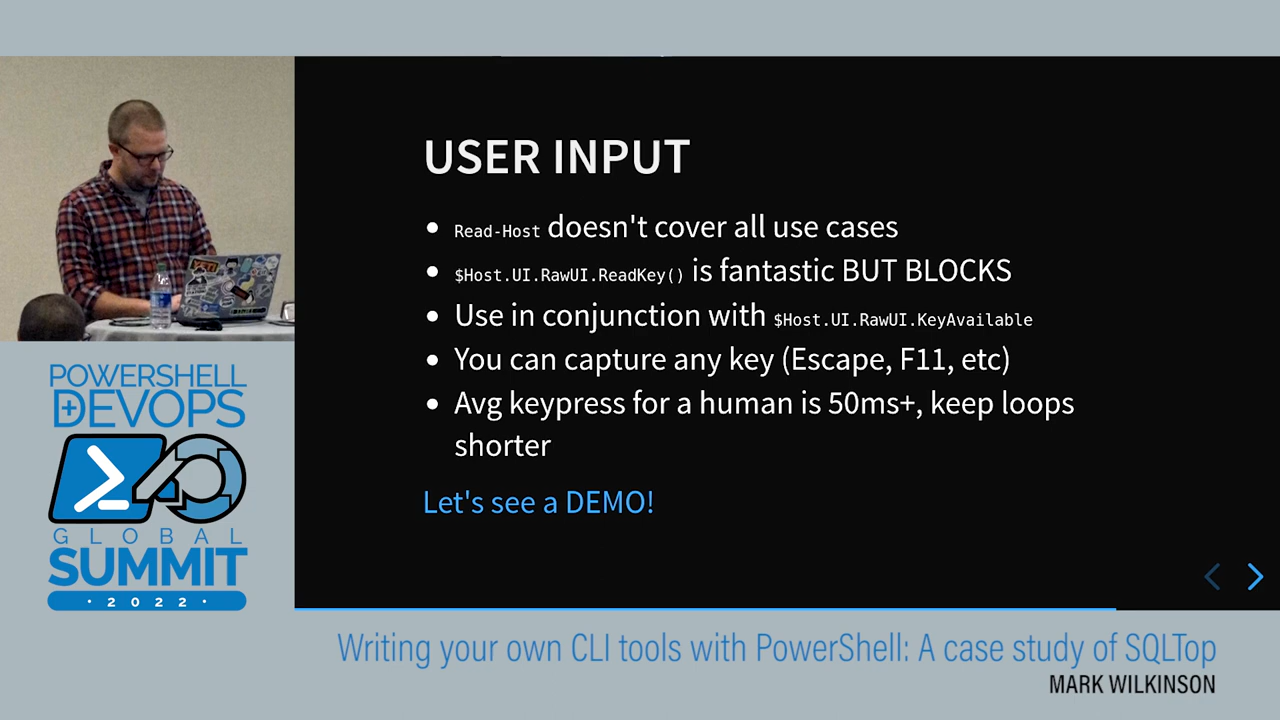 USER INPUT
• Read-Host doesn't cover all use cases
• $Host.UI.RawUI.ReadKey() is fantastic BUT BLOCKS
• Use in conjunction with $Host.UI.RawUI.KeyAvailable
• You can capture any key (Escape, F11, etc)
• Avg keypress for a human is 50ms+, keep loops
shorter
Let's see a DEMO!
YETI
POWERSHELL
+DEVOPS
GLOBAL
SUMMIT
· 2022 ·
Writing your own CLI tools with PowerShell: A case study of SQLTop
MARK WILKINSON